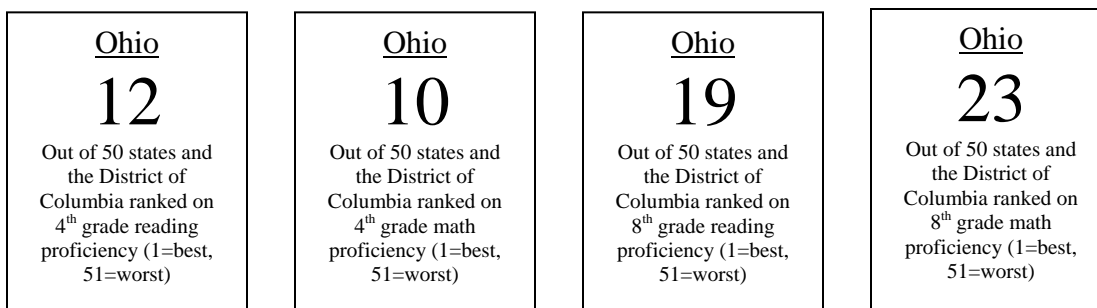 Ohio
12
Out of 50 states and
the District of
Columbia ranked on
4th grade reading
proficiency (1=best,
51=worst)
Ohio
10
Out of 50 states and
the District of
Columbia ranked on
4th grade math
proficiency (1=best,
51=worst)
Ohio
19
Out of 50 states and
the District of
Columbia ranked on
8th grade reading
proficiency (1=best,
51=worst)
Ohio
23
Out of 50 states and
the District of
Columbia ranked on
8th grade math
proficiency (1=best,
51=worst)